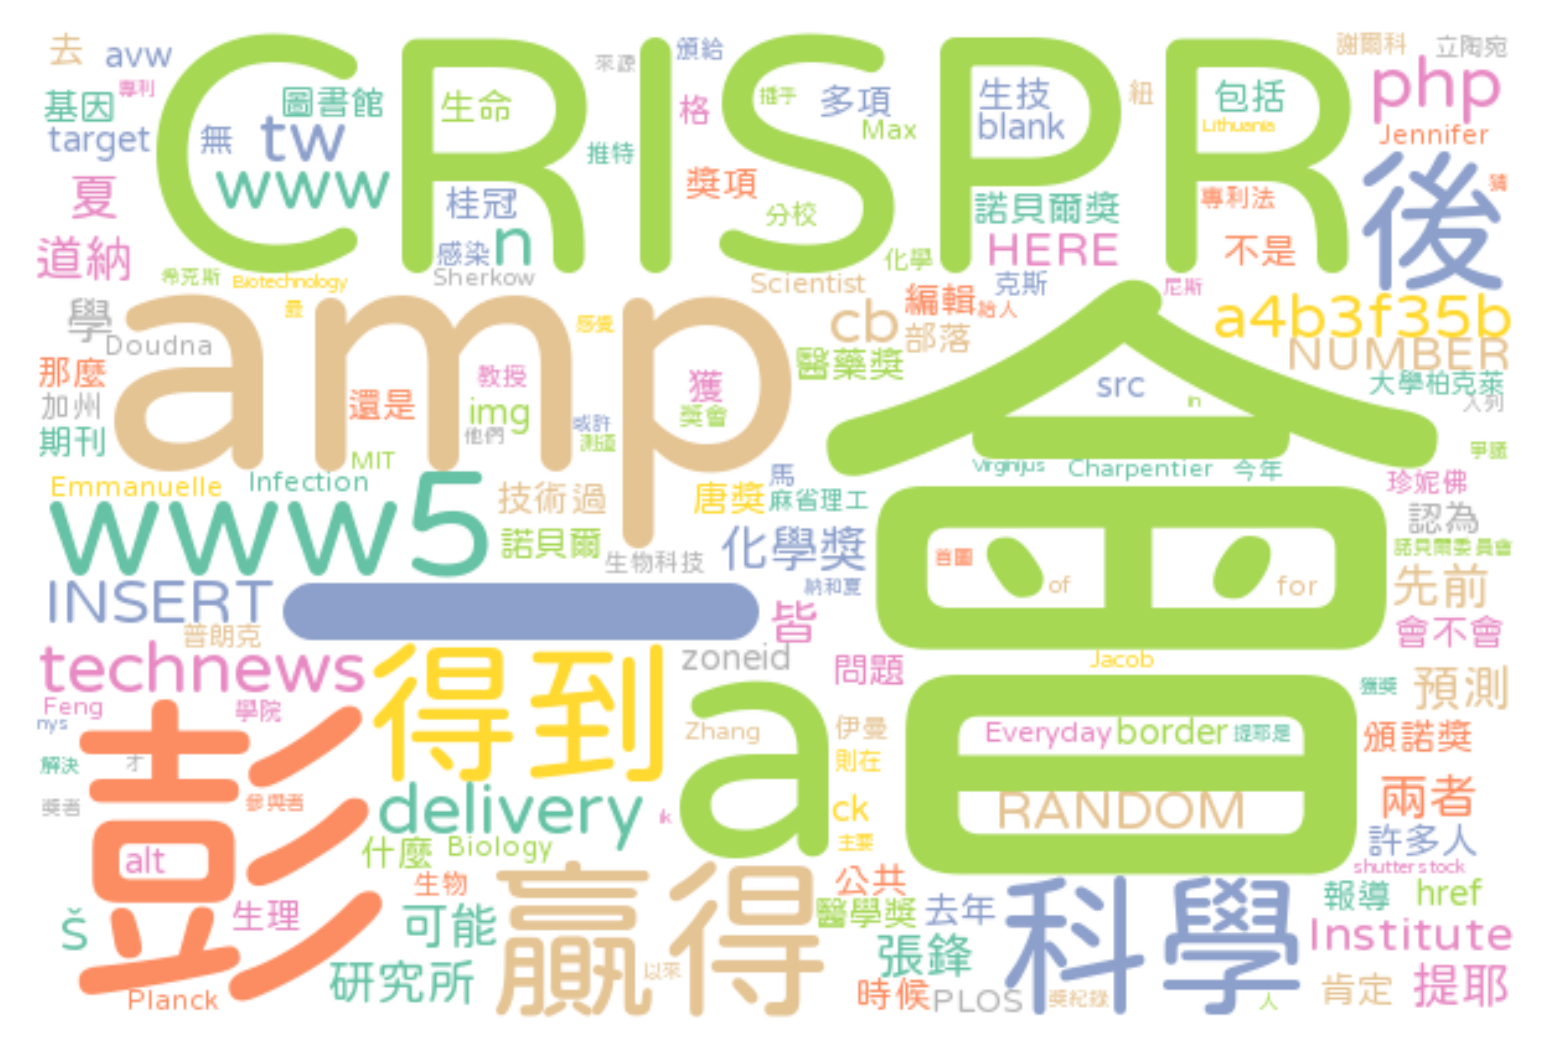 去 avw 來源 頒給 謝爾科 立陶宛
CRISPR
專利 基因 圖書館 生命 插手 多項 生技 紐 包括 php
target 無 tw 格 Max blank Lithuania Jennifer
www 推特 獎項 後
夏 桂冠 分校 諾貝爾獎 專利法 猜
道納 感染 n 化學 HERE 不是
希克斯 Biotechnology Sherkow Scientist 克斯 尼斯
amp 會
學 最 感覺 cb 編輯 始人 a4b3f35b
Doudna 部落 NUMBER
那麼 教授 獲 醫藥獎 src 大學柏克萊
加州 還是 img 獎會 in 人列
期刊 他們 或許 測這 爭議
MIT Virginijus Charpentier 今年
Emmanuelle Infection 技術 過 唐獎 馬 麻省理工 珍妮佛
www5 諾貝爾 化學獎 認為
生物科技 首圖 諾貝爾委員會
INSERT 一 納和夏 of for 先前
普朗克 皆 會不會
technews 得到 zoneid 問題 Jacob 預測
Feng 學院 a 獲獎
nys Zhang 伊曼 Everyday border 提耶是 頒諾獎
彭 解決 才 則在
獎者 參與者 delivery ik ck RANDOM 兩者
alt 什麼 Biology 主要 許多人
生物 贏得 公共 科學 shutterstock
Š 生理 可能 醫學獎 去年 報導 href
研究所 以來 張鋒 Institute
Planck 時候 PLOS 獎紀錄 人 肯定 提耶